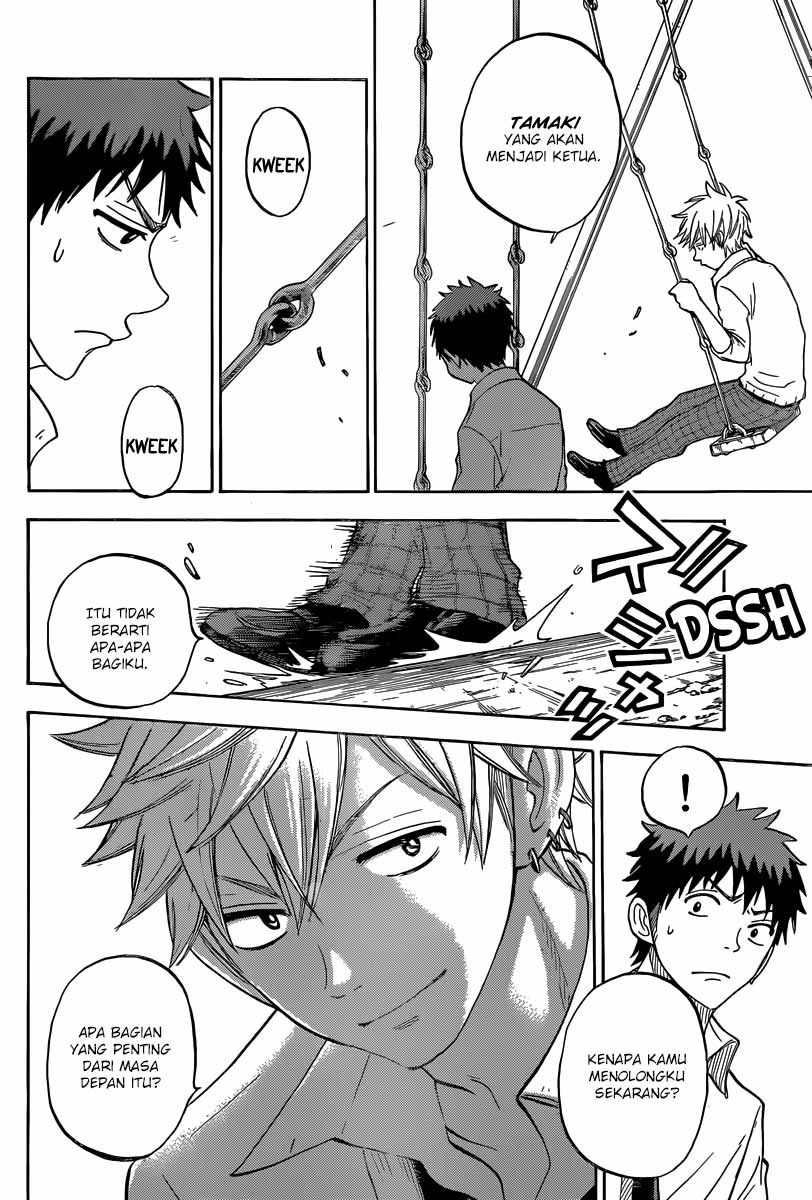 TAMAKI
YANG AKAN
MENJADI KETUA.
KWEEK
KWEEK
ITU TIDAK
BERARTI
APA-APA
BAGIKU.
DSSH
!
KENAPA KAMU
MENOLONGKU
SEKARANG?
APA BAGIAN
YANG PENTING
DARI MASA
DEPAN ITU?